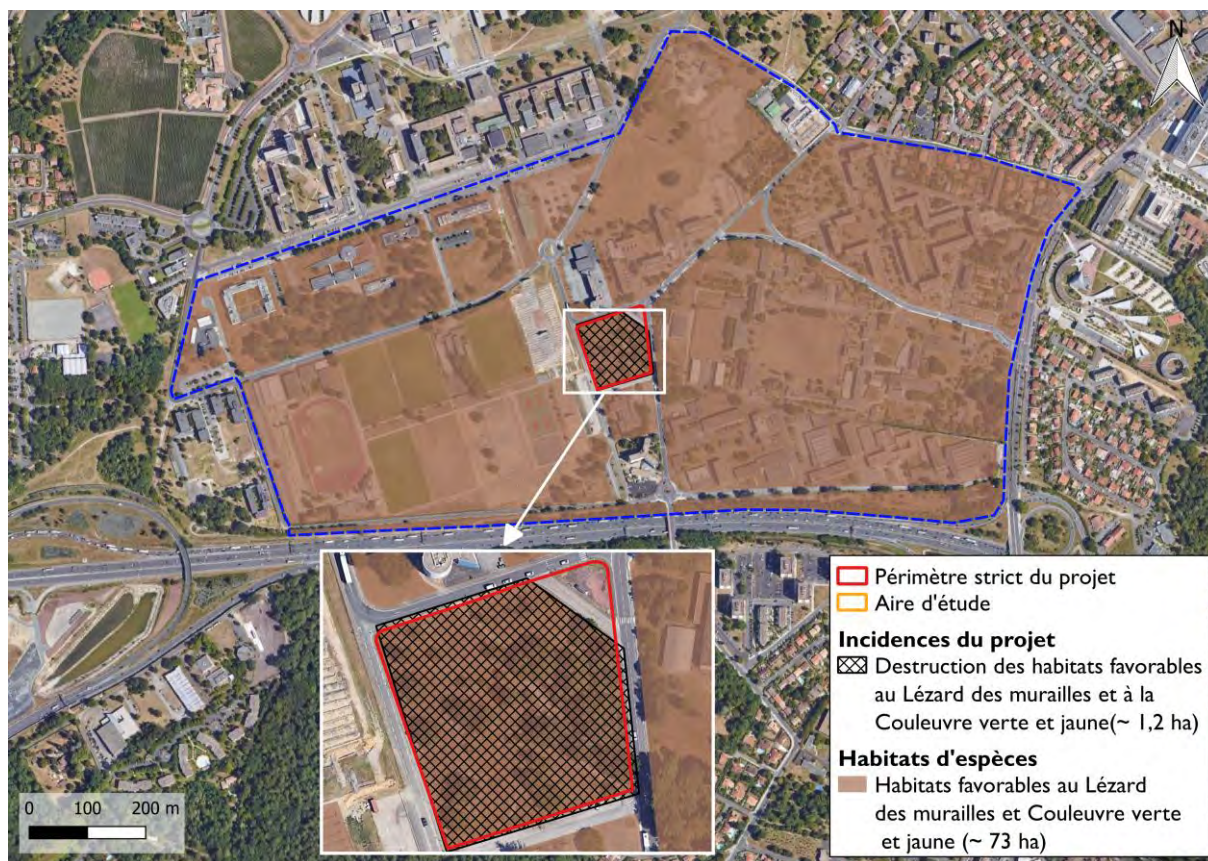 N
Périmètre strict du projet
Aire d'étude
Incidences du projet
Destruction des habitats favorables
au Lézard des murailles et à la
Couleuvre verte et jaune(~ 1,2 ha)
Habitats d'espèces
Habitats favorables au Lézard
des murailles et Couleuvre verte
et jaune (~ 73 ha)
0 100 200 m